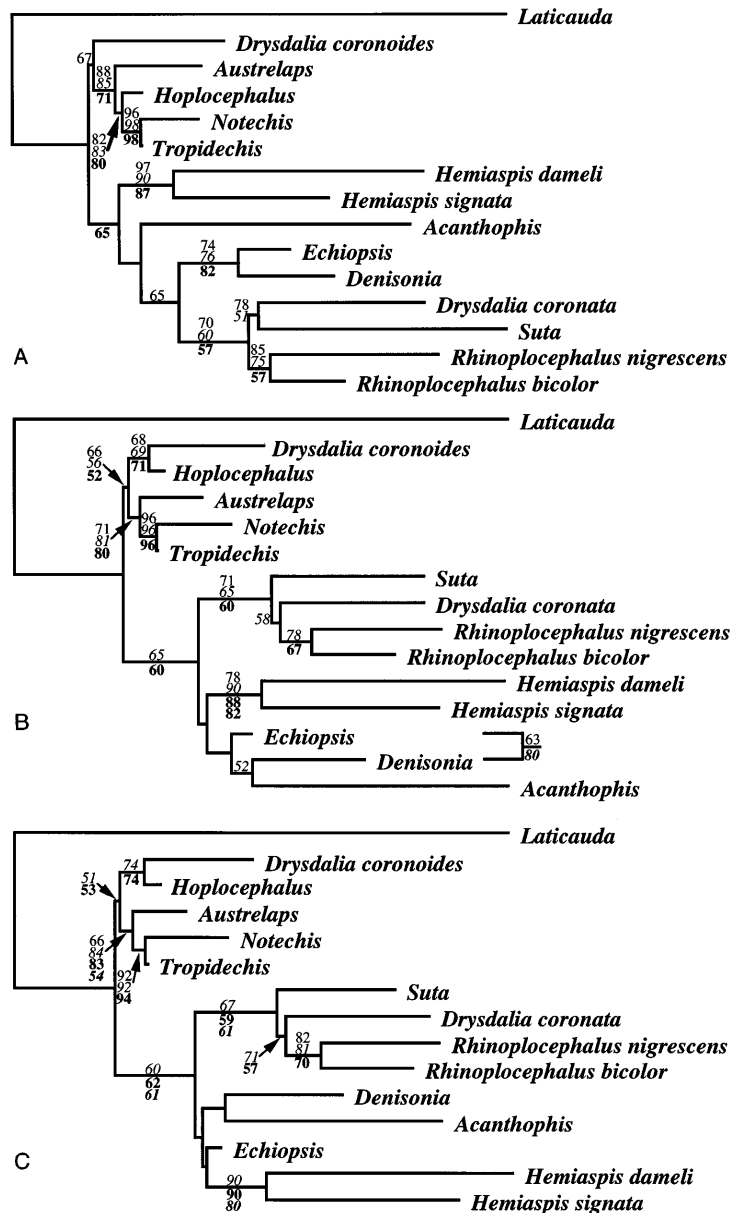 Laticauda
Drysdalia coronoides
67
88
85
71
Austrelaps
Hoplocephalus
96
98
98
Notechis
Tropidechis
82
83
80
97
90
87
Hemiaspis dameli
Hemiaspis signata
65
Acanthophis
74
76
82
Echiopsis
Denisonia
65
78
51
Drysdalia coronata
Suta
70
60
57
85
75
57
Rhinoplocephalus nigrescens
Rhinoplocephalus bicolor
A
Laticauda
66
56
52
68
69
71
Drysdalia coronoides
Hoplocephalus
Austrelaps
71
81
80
96
96
96
Notechis
Tropidechis
71
65
60
Suta
58
Drysdalia coronata
78
67
Rhinoplocephalus nigrescens
Rhinoplocephalus bicolor
65
60
78
90
88
82
Hemiaspis dameli
Hemiaspis signata
B
Echiopsis
63
80
52
Denisonia
Acanthophis
Laticauda
51
53
74
74
Drysdalia coronoides
Hoplocephalus
Austrelaps
66
84
83
54
92
92
94
Notechis
Tropidechis
67
59
61
Suta
71
57
Drysdalia coronata
82
81
70
Rhinoplocephalus nigrescens
Rhinoplocephalus bicolor
60
62
61
Denisonia
Acanthophis
Echiopsis
C
90
90
80
Hemiaspis dameli
Hemiaspis signata